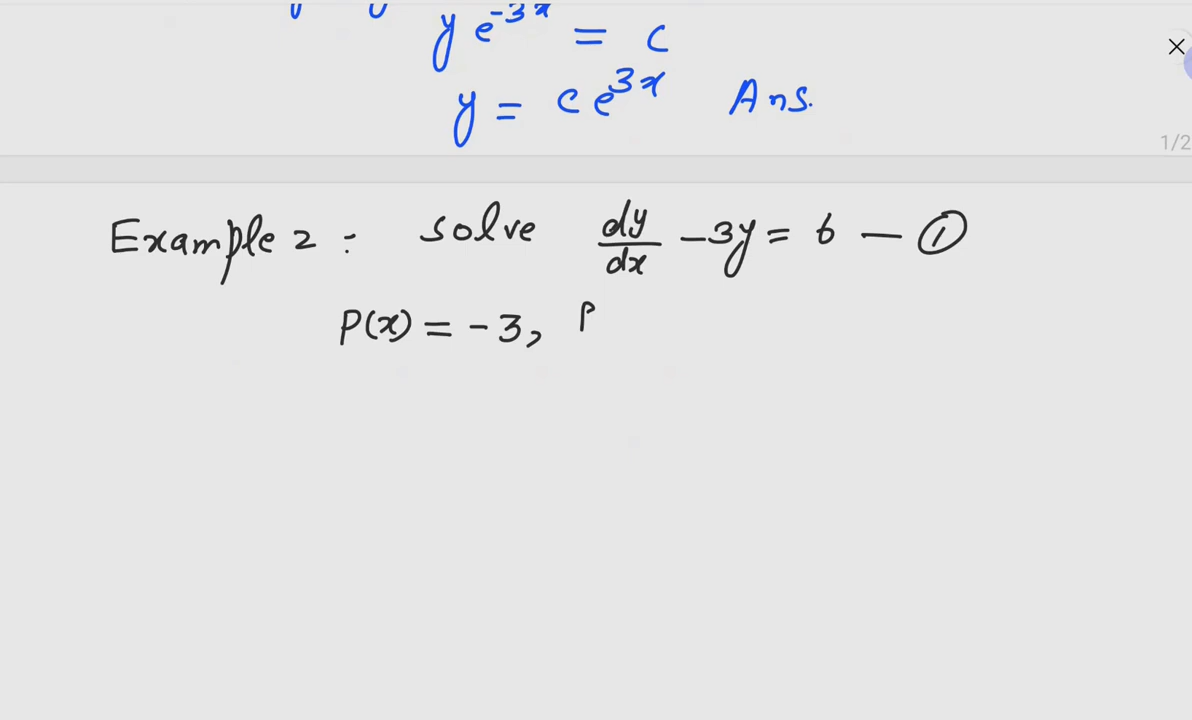 y e^{-3x} = c
y = c e^{3x} Ans.
1/2
Example 2 : solve dy/dx - 3y = 6 — ①
P(x) = -3, P